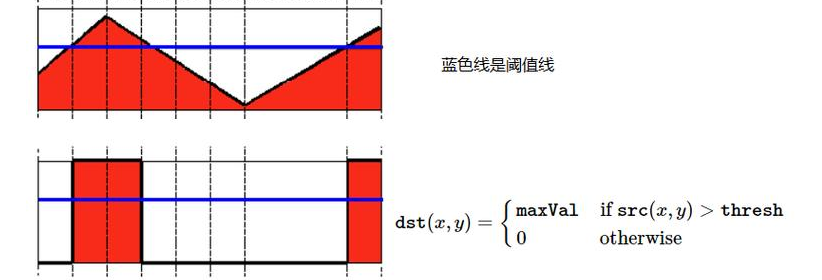 蓝色线是阈值线
dst(x, y) = { maxVal if src(x, y) > thresh
0 otherwise